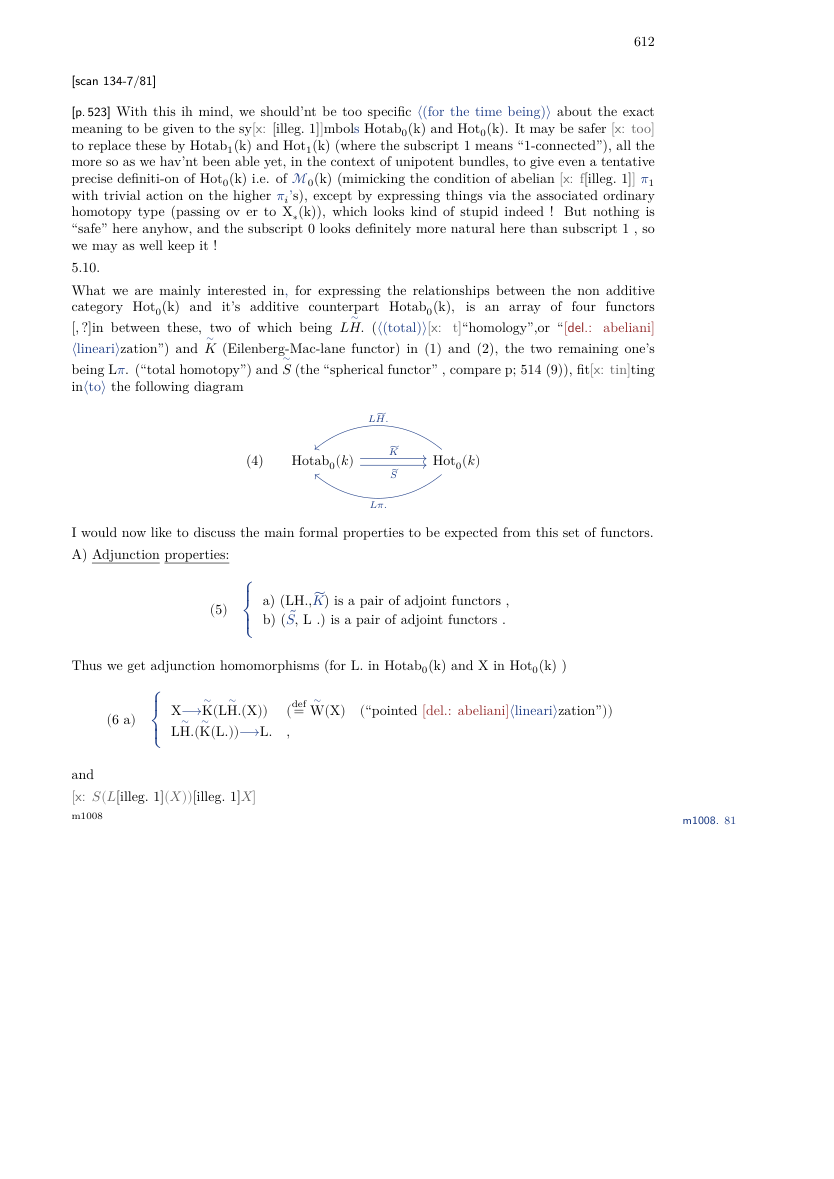 612
[scan 134-7/81]
[p. 523] With this ih mind, we should'nt be too specific ⟨(for the time being)⟩ about the exact
meaning to be given to the sy[x: [illeg. 1]]mbols Hotab₀(k) and Hot₀(k). It may be safer [x: too]
to replace these by Hotab₁(k) and Hot₁(k) (where the subscript 1 means “1-connected”), all the
more so as we hav'nt been able yet, in the context of unipotent bundles, to give even a tentative
precise definiti-on of Hot₀(k) i.e. of ℳ₀(k) (mimicking the condition of abelian [x: f[illeg. 1]] π₁
with trivial action on the higher πᵢ's), except by expressing things via the associated ordinary
homotopy type (passing ov er to X_*(k)), which looks kind of stupid indeed ! But nothing is
“safe” here anyhow, and the subscript 0 looks definitely more natural here than subscript 1 , so
we may as well keep it !
5.10.
What we are mainly interested in, for expressing the relationships between the non additive
category Hot₀(k) and it's additive counterpart Hotab₀(k), is an array of four functors
[, ?]in between these, two of which being LH̃. (⟨(total)⟩[x: t]“homology”,or “[del.: abeliani]
⟨lineari⟩zation”) and K̃ (Eilenberg-Mac-lane functor) in (1) and (2), the two remaining one's
being Lπ. (“total homotopy”) and S̃ (the “spherical functor” , compare p; 514 (9)), fit[x: tin]ting
in⟨to⟩ the following diagram
LH̃.
(4) Hotab₀(k) K̃ Hot₀(k)
S̃
Lπ.
I would now like to discuss the main formal properties to be expected from this set of functors.
A) Adjunction properties:
(5) { a) (LH.,K̃) is a pair of adjoint functors ,
b) (S̃, L .) is a pair of adjoint functors .
Thus we get adjunction homomorphisms (for L. in Hotab₀(k) and X in Hot₀(k) )
(6 a) { X⟶K̃(LH̃.(X)) (≝ W̃(X) (“pointed [del.: abeliani]⟨lineari⟩zation”))
LH̃.(K̃(L.))⟶L. ,
and
[x: S(L[illeg. 1](X))[illeg. 1]X]
m1008
m1008. 81